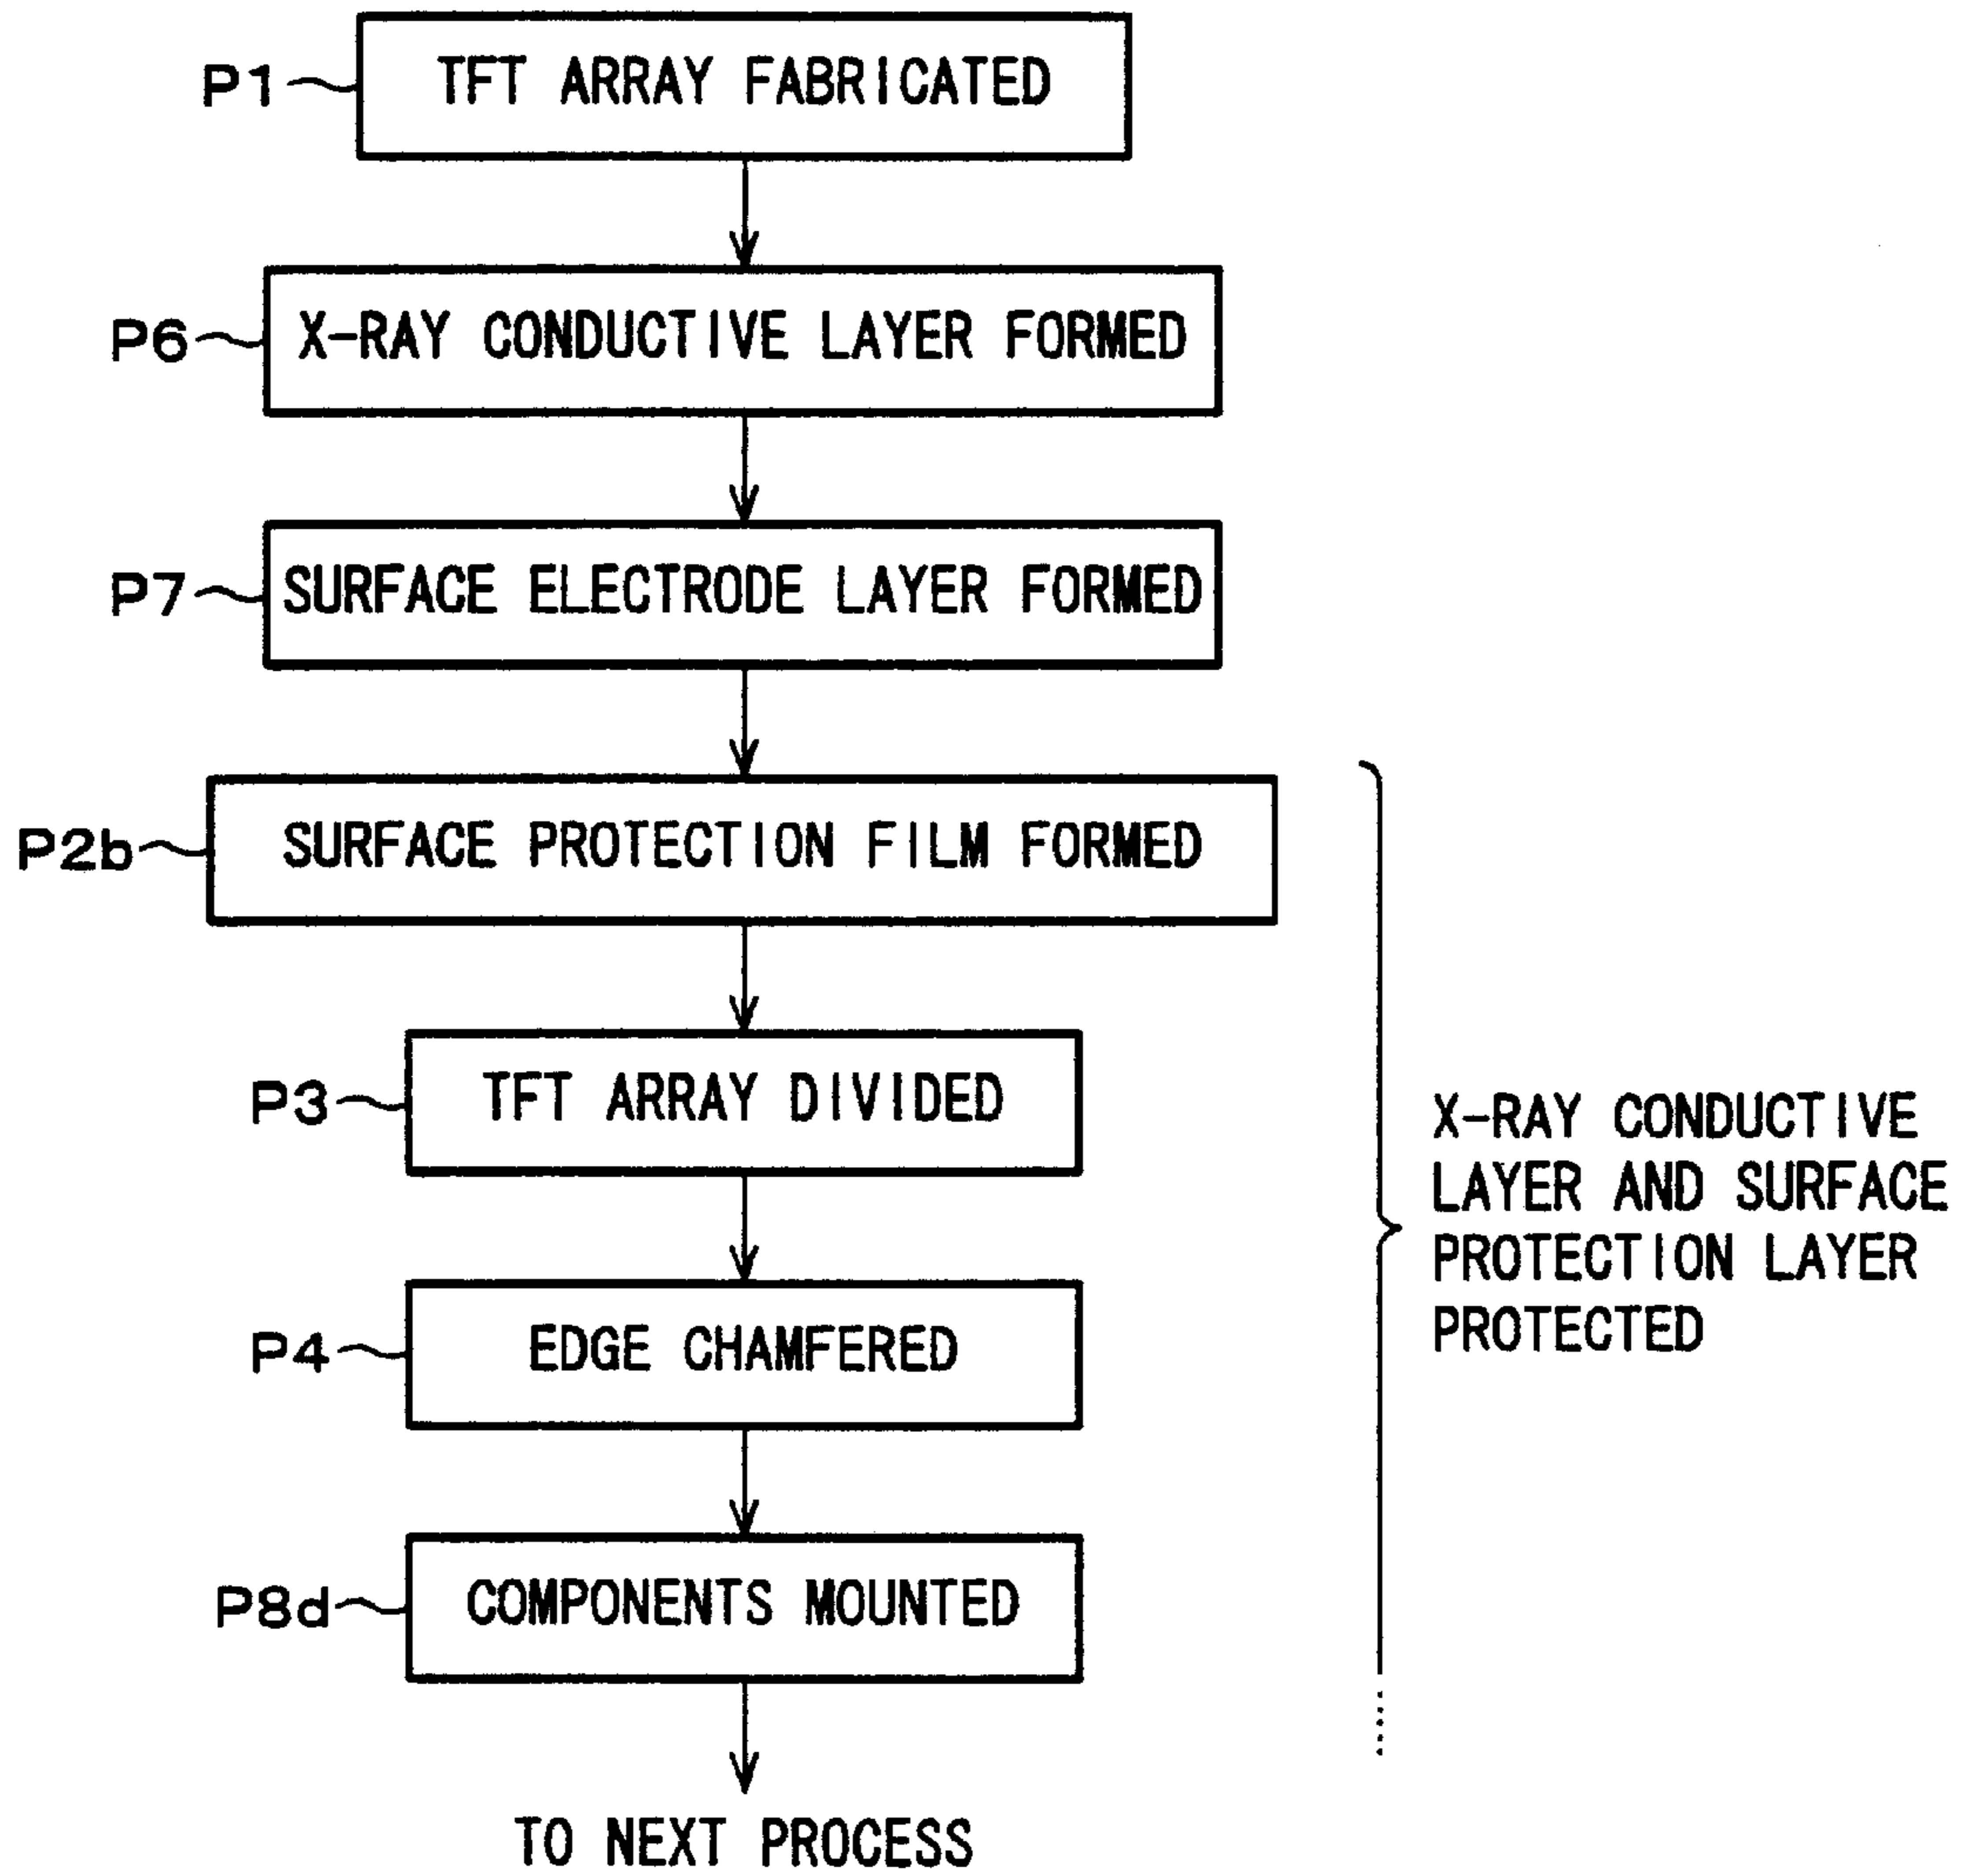 P1 TFT ARRAY FABRICATED
P6 X-RAY CONDUCTIVE LAYER FORMED
P7 SURFACE ELECTRODE LAYER FORMED
P2b SURFACE PROTECTION FILM FORMED
P3 TFT ARRAY DIVIDED
P4 EDGE CHAMFERED
P8d COMPONENTS MOUNTED
TO NEXT PROCESS
X-RAY CONDUCTIVE
LAYER AND SURFACE
PROTECTION LAYER
PROTECTED